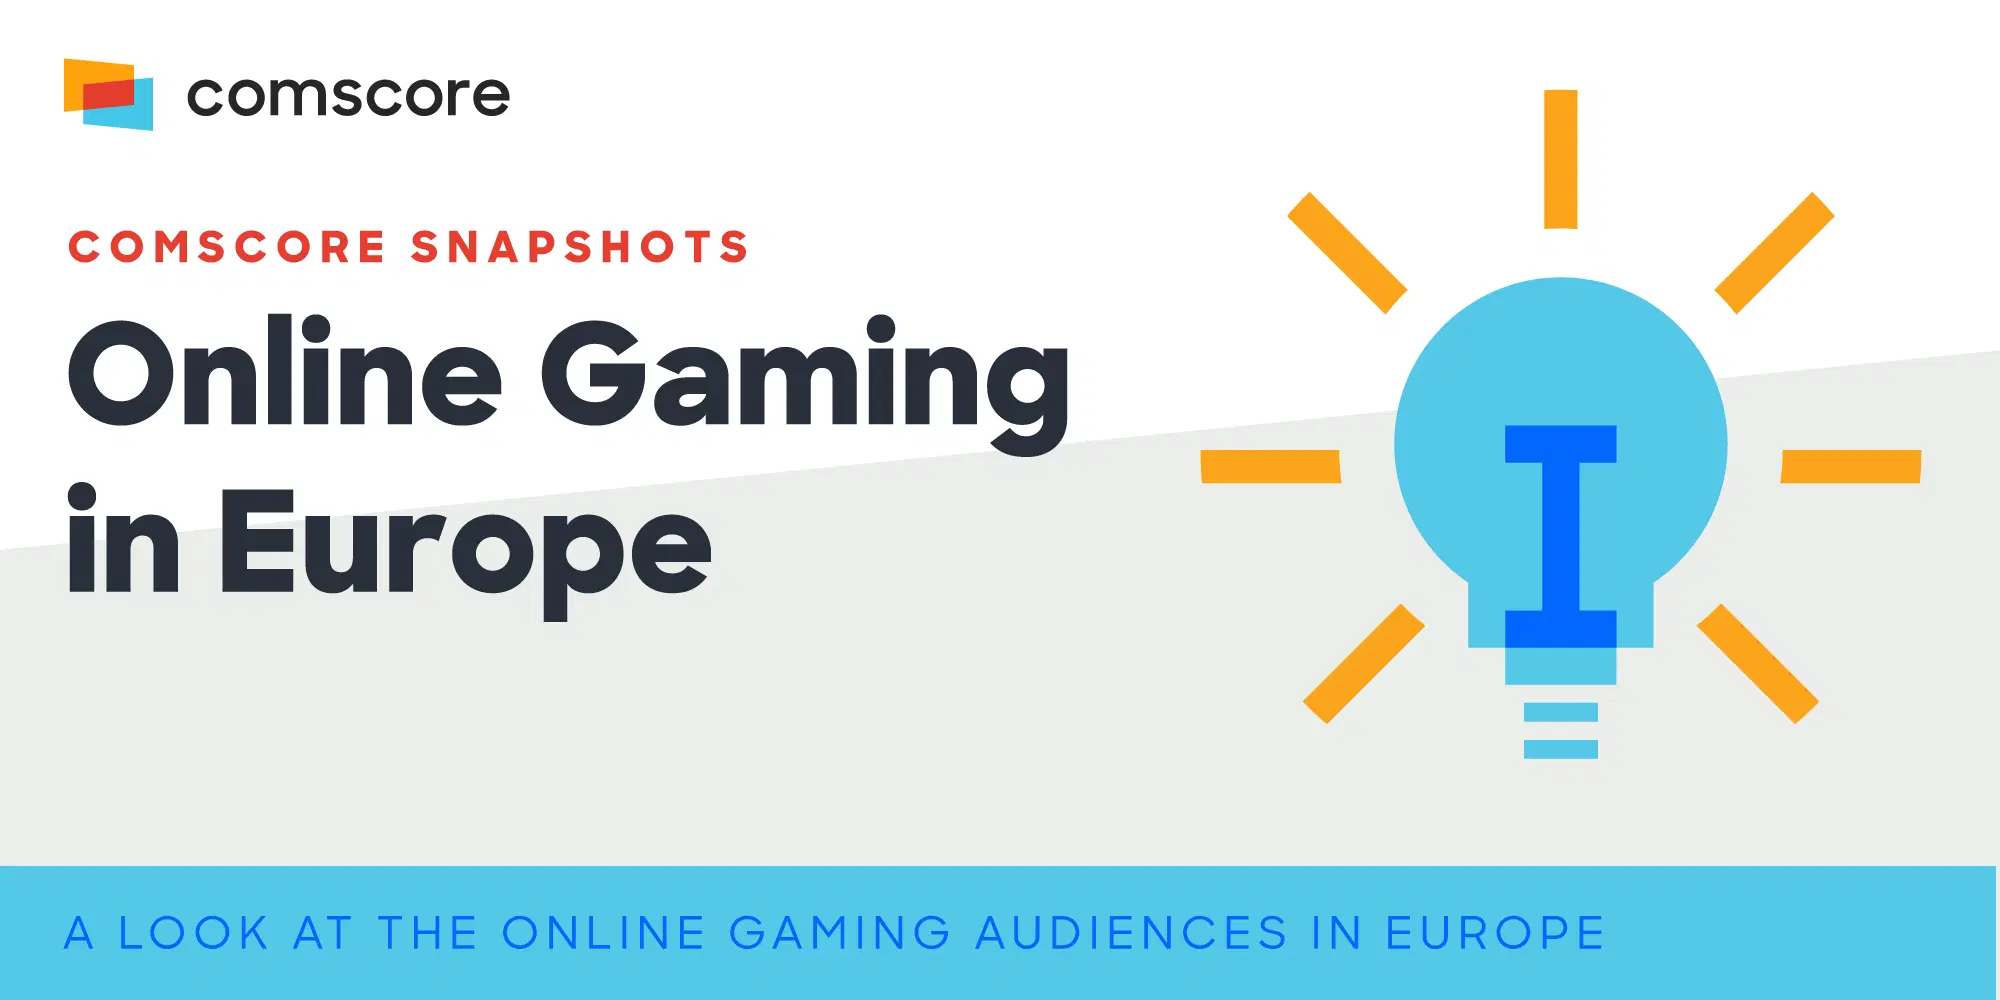 comscore
COMSCORE SNAPSHOTS
Online Gaming
in Europe
A LOOK AT THE ONLINE GAMING AUDIENCES IN EUROPE